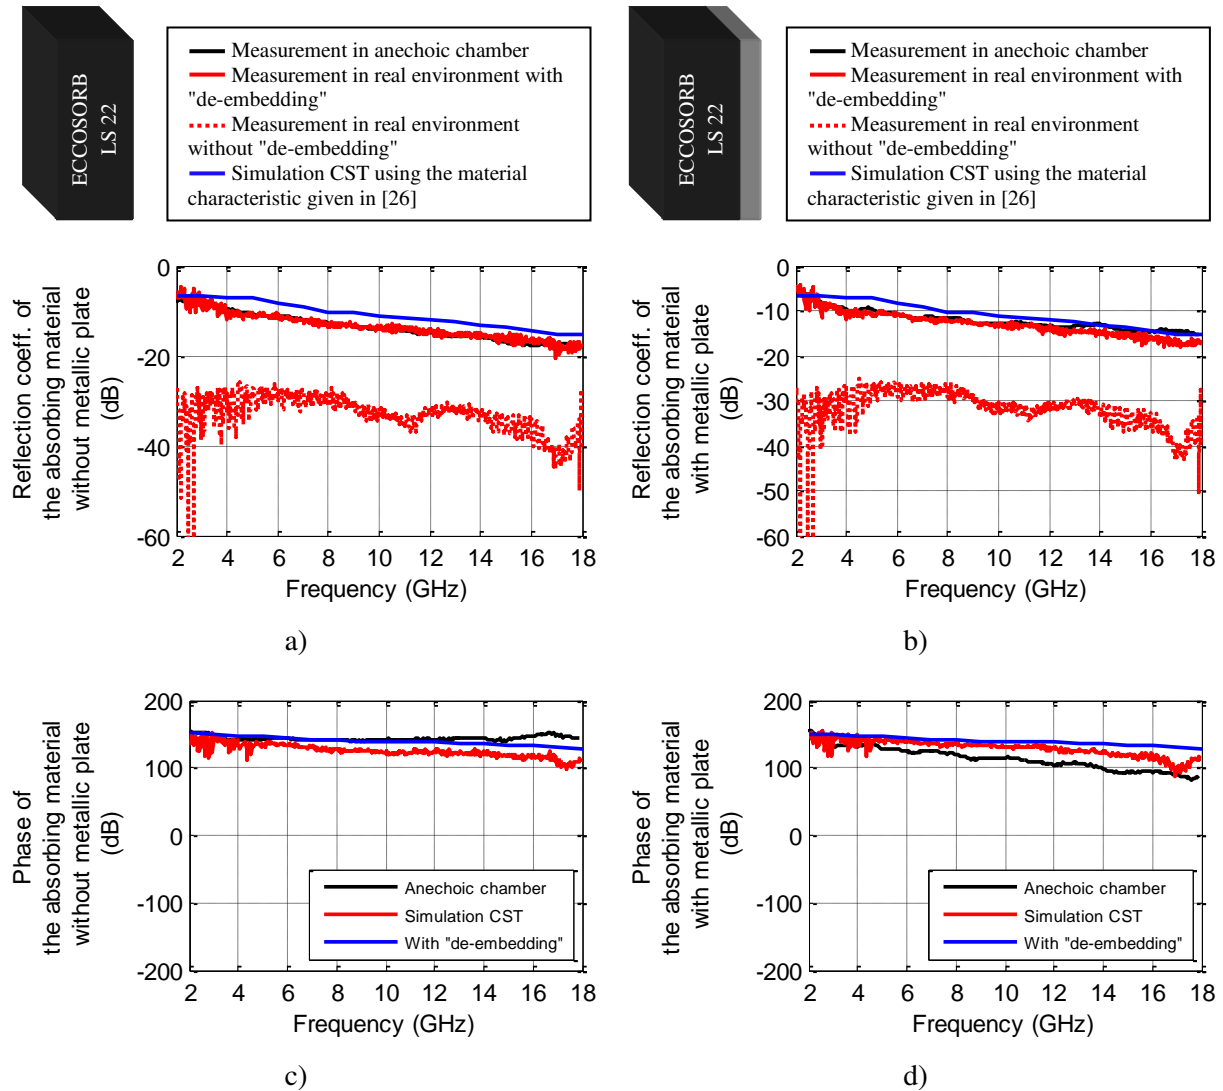 ECCOSORB
LS 22
Measurement in anechoic chamber
Measurement in real environment with
"de-embedding"
Measurement in real environment
without "de-embedding"
Simulation CST using the material
characteristic given in [26]
ECCOSORB
LS 22
Measurement in anechoic chamber
Measurement in real environment with
"de-embedding"
Measurement in real environment
without "de-embedding"
Simulation CST using the material
characteristic given in [26]
Reflection coeff. of
the absorbing material
without metallic plate
(dB)
0
-20
-40
-60
2 4 6 8 10 12 14 16 18
Frequency (GHz)
a)
Reflection coeff. of
the absorbing material
with metallic plate
(dB)
0
-10
-20
-30
-40
-50
-60
2 4 6 8 10 12 14 16 18
Frequency (GHz)
b)
Phase of
the absorbing material
without metallic plate
(dB)
200
100
0
-100
-200
Anechoic chamber
Simulation CST
With "de-embedding"
2 4 6 8 10 12 14 16 18
Frequency (GHz)
c)
Phase of
the absorbing material
with metallic plate
(dB)
200
100
0
-100
-200
Anechoic chamber
Simulation CST
With "de-embedding"
2 4 6 8 10 12 14 16 18
Frequency (GHz)
d)